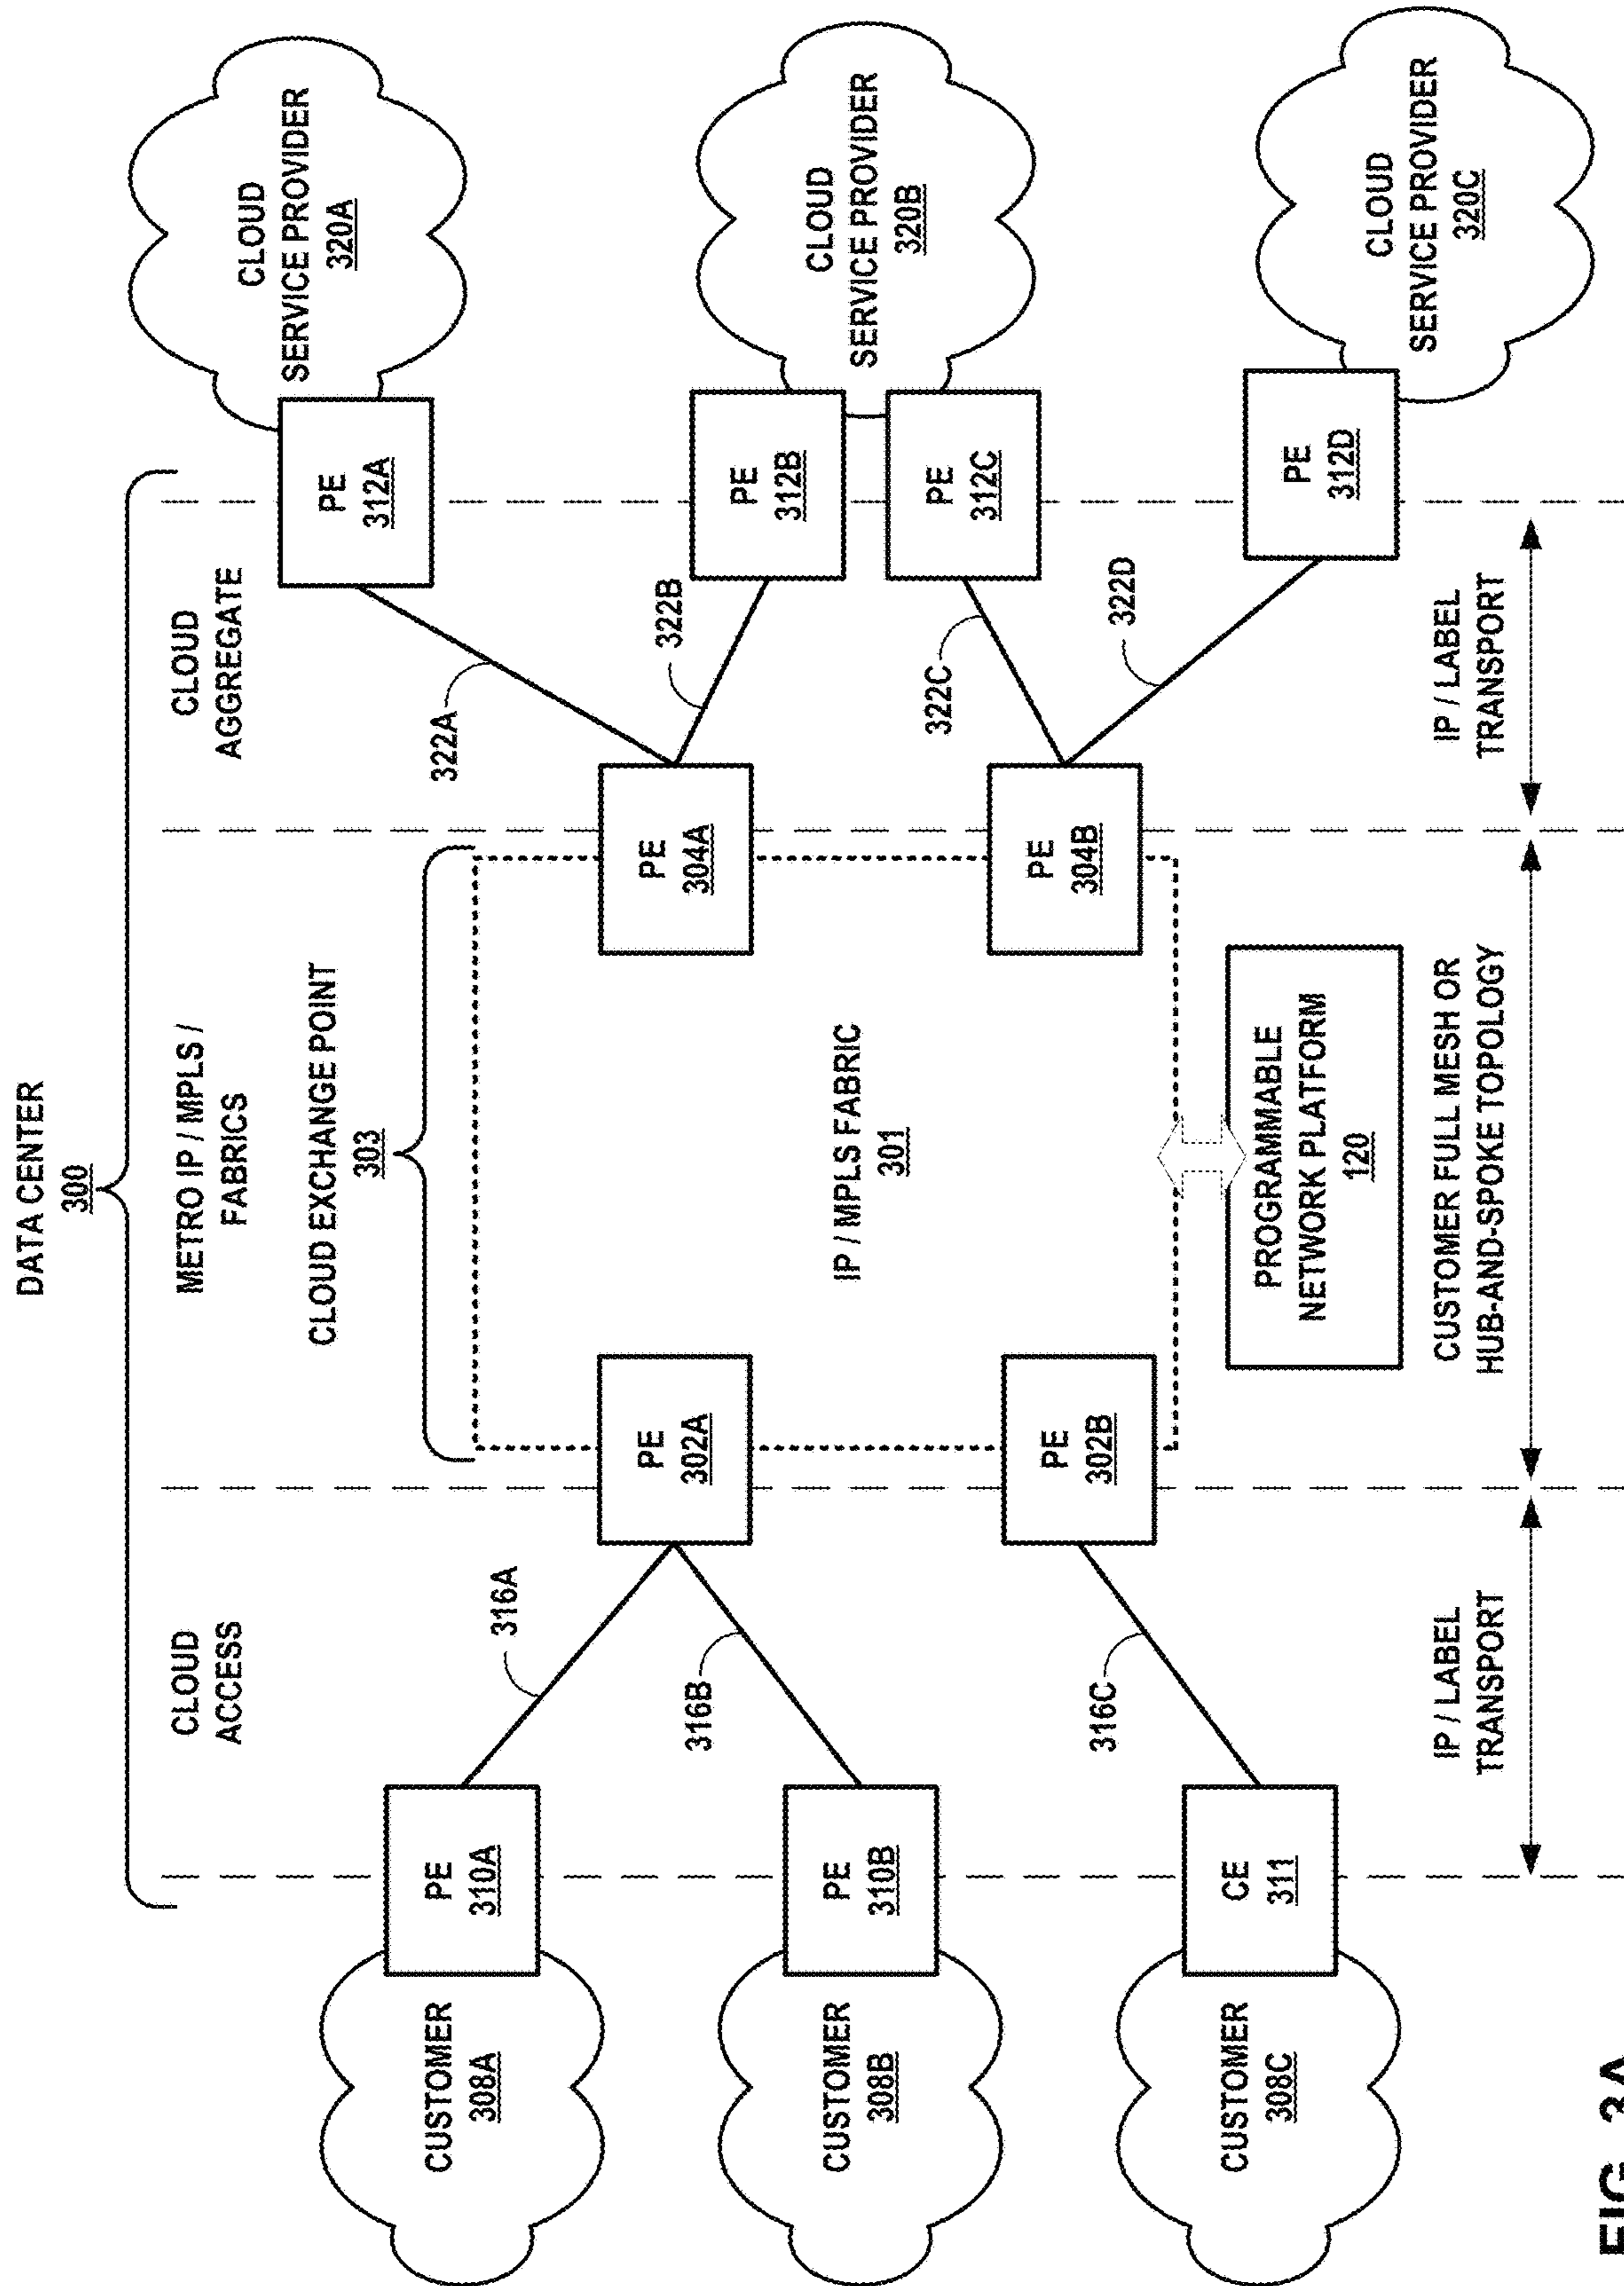 DATA CENTER
300
CLOUD
ACCESS
METRO IP / MPLS /
FABRICS
CLOUD
AGGREGATE
CLOUD EXCHANGE POINT
303
CUSTOMER
308A
PE
310A
316A
PE
302A
PE
304A
322A
PE
312A
CLOUD
SERVICE PROVIDER
320A
CUSTOMER
308B
PE
310B
316B
IP / MPLS FABRIC
301
322B
PE
312B
CLOUD
SERVICE PROVIDER
320B
322C
PE
312C
CUSTOMER
308C
CE
311
316C
PE
302B
PE
304B
322D
PE
312D
CLOUD
SERVICE PROVIDER
320C
PROGRAMMABLE
NETWORK PLATFORM
120
IP / LABEL
TRANSPORT
CUSTOMER FULL MESH OR
HUB-AND-SPOKE TOPOLOGY
IP / LABEL
TRANSPORT
FIG. 3A